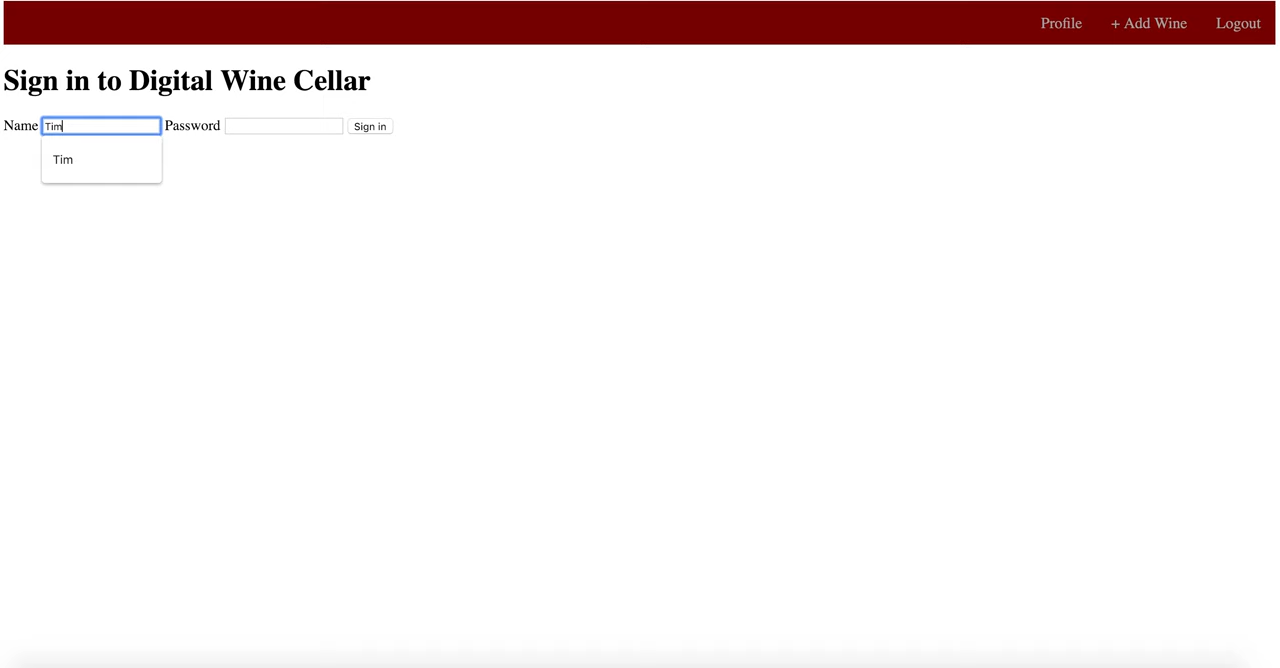 Profile + Add Wine Logout
Sign in to Digital Wine Cellar
Name Tim Password Sign in
Tim